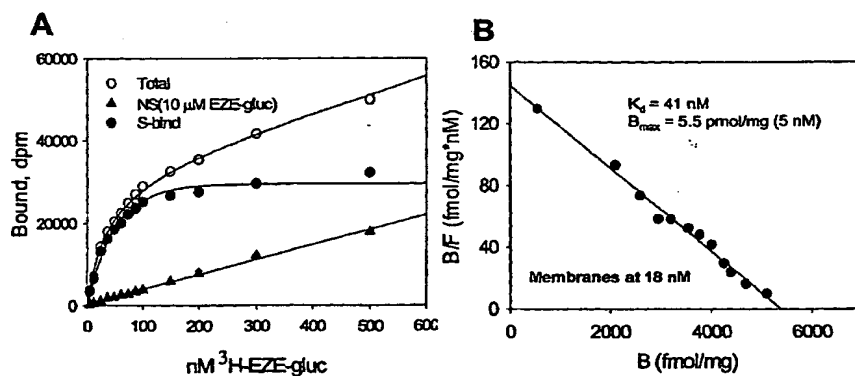 A
60000
40000
20000
0
Bound, dpm
Total
NS(10 μM EZE-gluc)
S-bind
0 100 200 300 400 500 600
nM ³H-EZE-gluc
B
160
120
80
40
0
B/F (fmol/mg*nM)
K_d = 41 nM
B_max = 5.5 pmol/mg (5 nM)
Membranes at 18 nM
0 2000 4000 6000
B (fmol/mg)